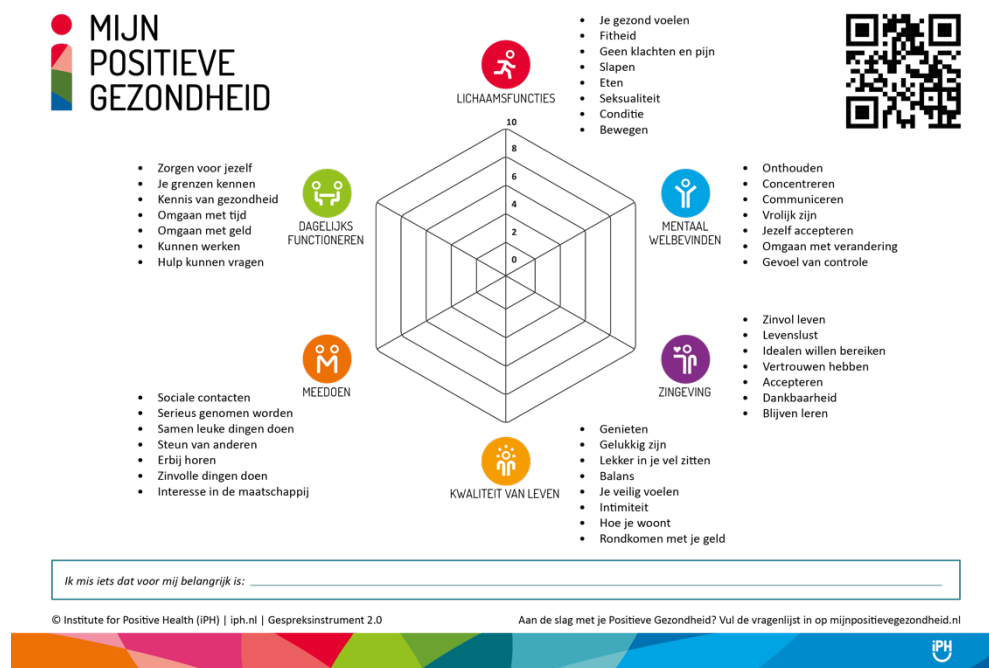 MIJN
POSITIEVE
GEZONDHEID
LICHAAMSFUNCTIES
• Je gezond voelen
• Fitheid
• Geen klachten en pijn
• Slapen
• Eten
• Seksualiteit
• Conditie
• Bewegen
10
8
6
4
2
0
• Zorgen voor jezelf
• Je grenzen kennen
• Kennis van gezondheid
• Omgaan met tijd
• Omgaan met geld
• Kunnen werken
• Hulp kunnen vragen
DAGELIJKS
FUNCTIONEREN
MENTAAL
WELBEVINDEN
• Onthouden
• Concentreren
• Communiceren
• Vrolijk zijn
• Jezelf accepteren
• Omgaan met verandering
• Gevoel van controle
MEEDOEN
• Sociale contacten
• Serieus genomen worden
• Samen leuke dingen doen
• Steun van anderen
• Erbij horen
• Zinvolle dingen doen
• Interesse in de maatschappij
ZINGEVING
• Zinvol leven
• Levenslust
• Idealen willen bereiken
• Vertrouwen hebben
• Accepteren
• Dankbaarheid
• Blijven leren
KWALITEIT VAN LEVEN
• Genieten
• Gelukkig zijn
• Lekker in je vel zitten
• Balans
• Je veilig voelen
• Intimiteit
• Hoe je woont
• Rondkomen met je geld
Ik mis iets dat voor mij belangrijk is:
© Institute for Positive Health (iPH) | iph.nl | Gespreksinstrument 2.0
Aan de slag met je Positieve Gezondheid? Vul de vragenlijst in op mijnpositievegezondheid.nl
iPH